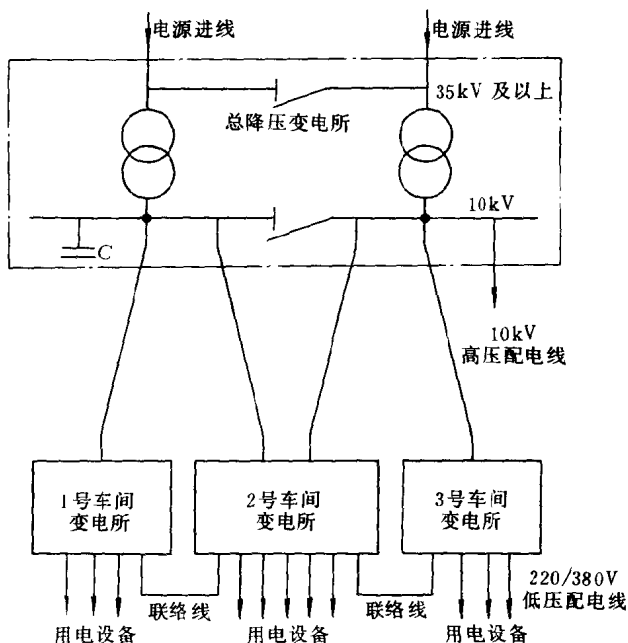 电源进线
电源进线
35kV 及以上
总降压变电所
10kV
C
10kV
高压配电线
1号车间
变电所
2号车间
变电所
3号车间
变电所
220/380V
低压配电线
联络线
联络线
用电设备
用电设备
用电设备